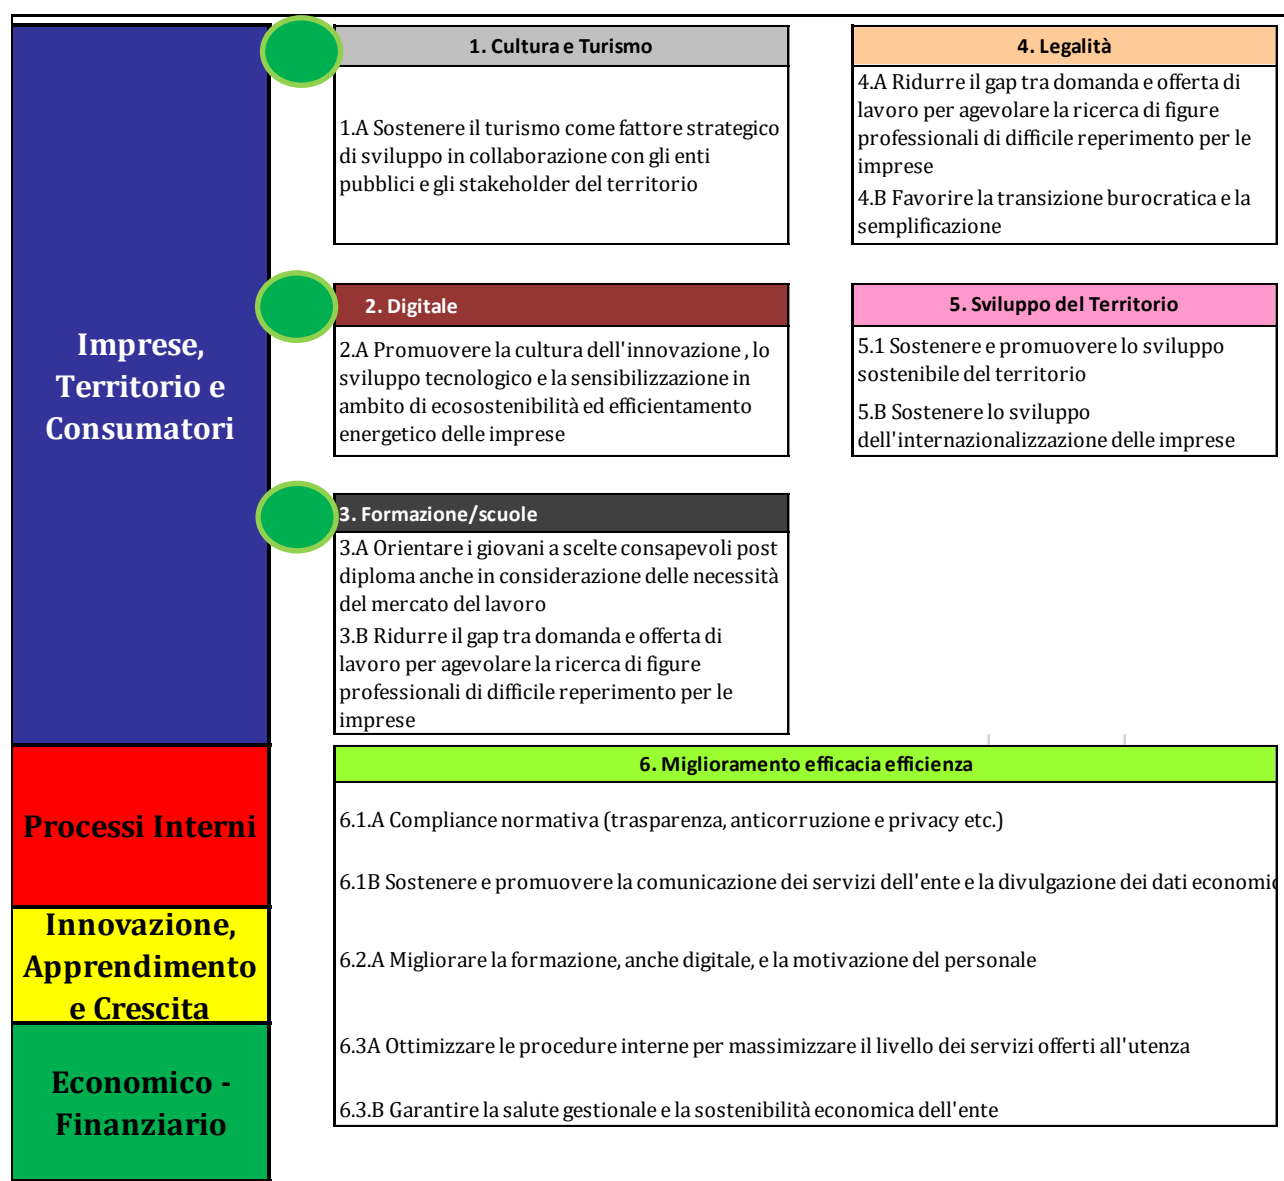 Imprese,
Territorio e
Consumatori
1. Cultura e Turismo
1.A Sostenere il turismo come fattore strategico
di sviluppo in collaborazione con gli enti
pubblici e gli stakeholder del territorio
4. Legalità
4.A Ridurre il gap tra domanda e offerta di
lavoro per agevolare la ricerca di figure
professionali di difficile reperimento per le
imprese
4.B Favorire la transizione burocratica e la
semplificazione
2. Digitale
2.A Promuovere la cultura dell'innovazione , lo
sviluppo tecnologico e la sensibilizzazione in
ambito di ecosostenibilità ed efficientamento
energetico delle imprese
5. Sviluppo del Territorio
5.1 Sostenere e promuovere lo sviluppo
sostenibile del territorio
5.B Sostenere lo sviluppo
dell'internazionalizzazione delle imprese
3. Formazione/scuole
3.A Orientare i giovani a scelte consapevoli post
diploma anche in considerazione delle necessità
del mercato del lavoro
3.B Ridurre il gap tra domanda e offerta di
lavoro per agevolare la ricerca di figure
professionali di difficile reperimento per le
imprese
Processi Interni
Innovazione,
Apprendimento
e Crescita
Economico -
Finanziario
6. Miglioramento efficacia efficienza
6.1.A Compliance normativa (trasparenza, anticorruzione e privacy etc.)
6.1B Sostenere e promuovere la comunicazione dei servizi dell'ente e la divulgazione dei dati economic
6.2.A Migliorare la formazione, anche digitale, e la motivazione del personale
6.3A Ottimizzare le procedure interne per massimizzare il livello dei servizi offerti all'utenza
6.3.B Garantire la salute gestionale e la sostenibilità economica dell'ente